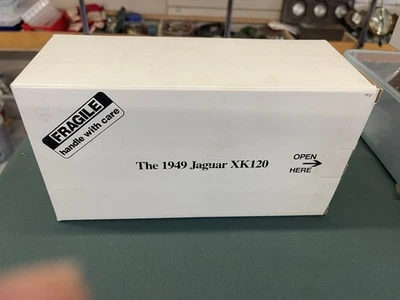 FRAGILE
handle with care
The 1949 Jaguar XK120
OPEN
HERE